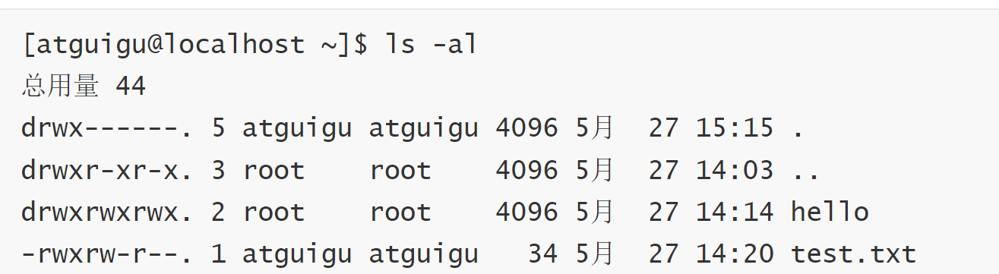 [atguigu@localhost ~]$ ls -al
总用量 44
drwx------. 5 atguigu atguigu 4096 5月  27 15:15 .
drwxr-xr-x. 3 root    root    4096 5月  27 14:03 ..
drwxrwxrwx. 2 root    root    4096 5月  27 14:14 hello
-rwxrw-r--. 1 atguigu atguigu   34 5月  27 14:20 test.txt